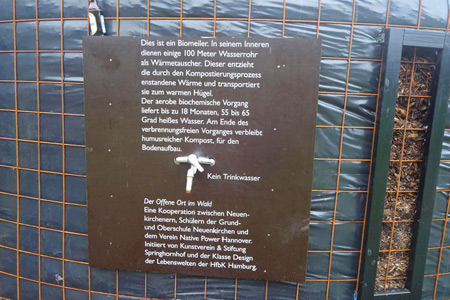 Dies ist ein Biomeiler. In seinem Inneren
denen einige 100 Meter Wasserrohr
als Wärmetauscher. Dieser entzieht
die durch den Kompostierungsprozess
enstandene Wärme und transportiert
sie zum warmen Hügel.
Der aerobe biochemische Vorgang
liefert bis zu 18 Monaten, 55 bis 65
Grad heißes Wasser. Am Ende des
verbrennungsfreien Vorganges verbleibt
humusreicher Kompost, für den
Bodenaufbau.
Kein Trinkwasser
Der Offene Ort im Wald
Eine Kooperation zwischen Neuen-
kirchnern, Schülern der Grund-
und Oberschule Neuenkirchen und
dem Verein Native Power Hannover.
Initiiert von Kunstverein & Stiftung
Springhornhof und der Klasse Design
der Lebenswelten der HfbK Hamburg.